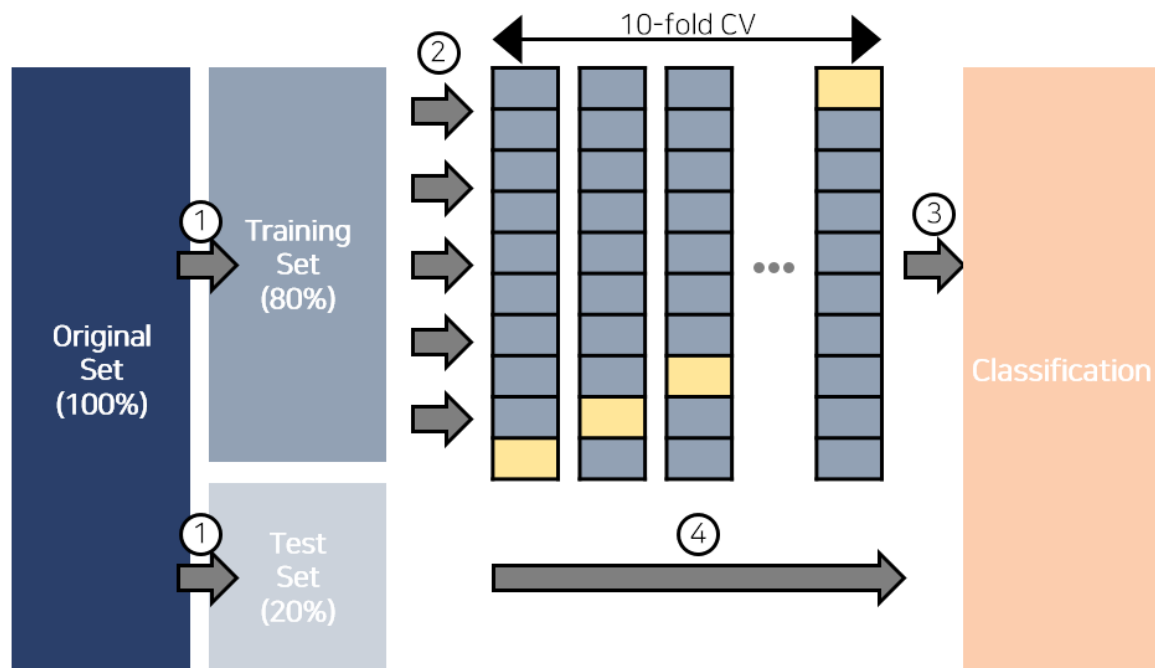 10-fold CV
②
①
Training
Set
(80%)
③
Original
Set
(100%)
Classification
①
Test
Set
(20%)
④